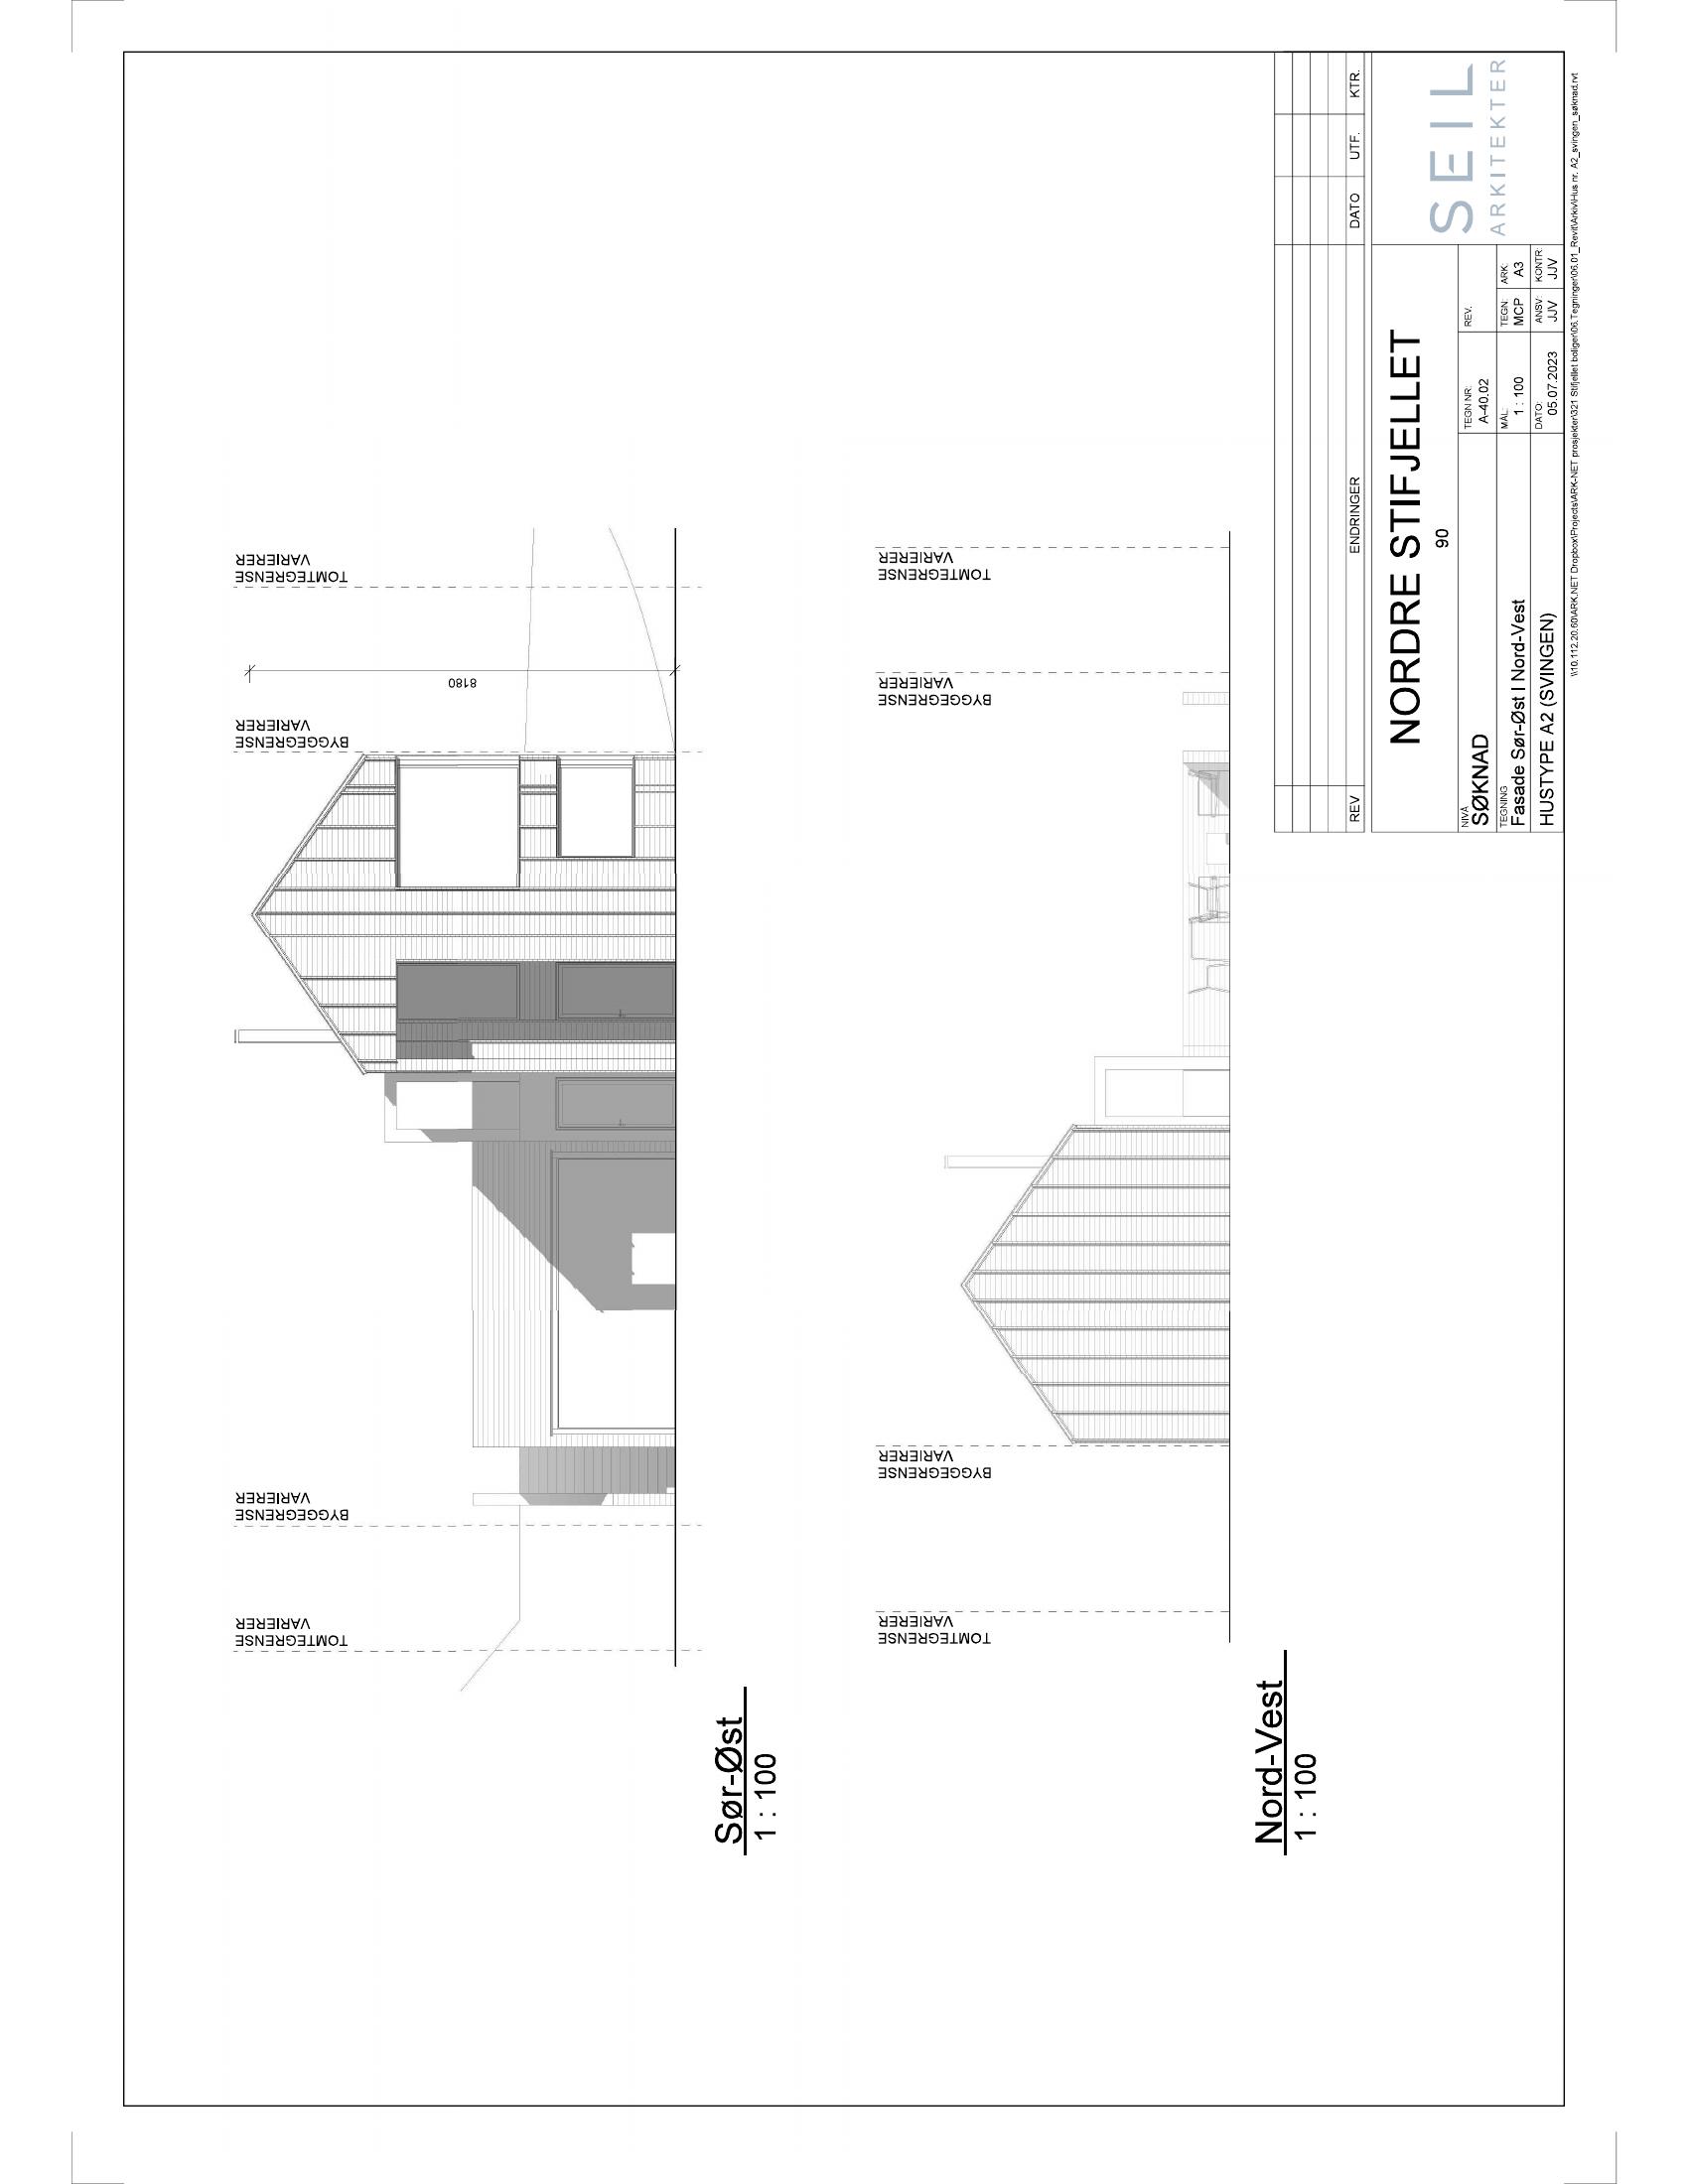 TOMTEGRENSE
VARIERER
BYGGEGRENSE
VARIERER
BYGGEGRENSE
VARIERER
TOMTEGRENSE
VARIERER
8180
Sør-Øst
1 : 100
TOMTEGRENSE
VARIERER
BYGGEGRENSE
VARIERER
BYGGEGRENSE
VARIERER
TOMTEGRENSE
VARIERER
Nord-Vest
1 : 100
REV ENDRINGER DATO UTF. KTR.
NORDRE STIFJELLET
90
SEIL
ARKITEKTER
NIVÅ
SØKNAD
TEGN NR:
A-40.02
REV.
TEGNING
Fasade Sør-Øst I Nord-Vest
MÅL:
1 : 100
TEGN:
MCP
ARK:
A3
HUSTYPE A2 (SVINGEN)
DATO:
05.07.2023
ANSV:
JJV
KONTR:
JJV
\\10.112.20.60\ARK.NET Dropbox\Projects\ARK-NET prosjekter\321 Stifjellet boliger\06.Tegninger\06.01_Revit\Arkiv\Hus nr. A2_svingen_søknad.rvt